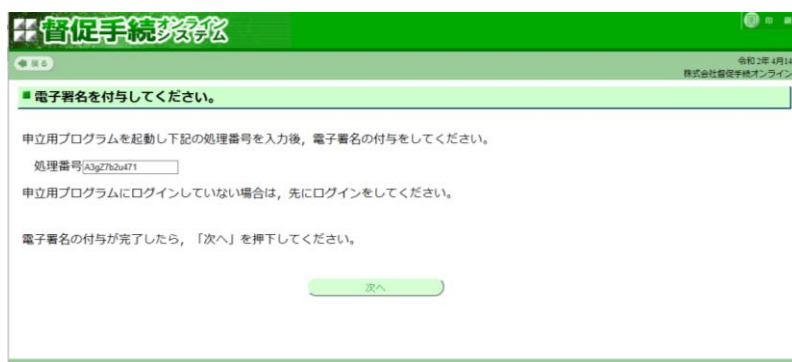 督促手続オンラインシステム
戻る
令和2年 4月14
株式会社督促手続オンライン
電子署名を付与してください。
申立用プログラムを起動し下記の処理番号を入力後，電子署名の付与をしてください。
処理番号 A3gZ7b2u471
申立用プログラムにログインしていない場合は，先にログインをしてください。
電子署名の付与が完了したら，「次へ」を押下してください。
次へ